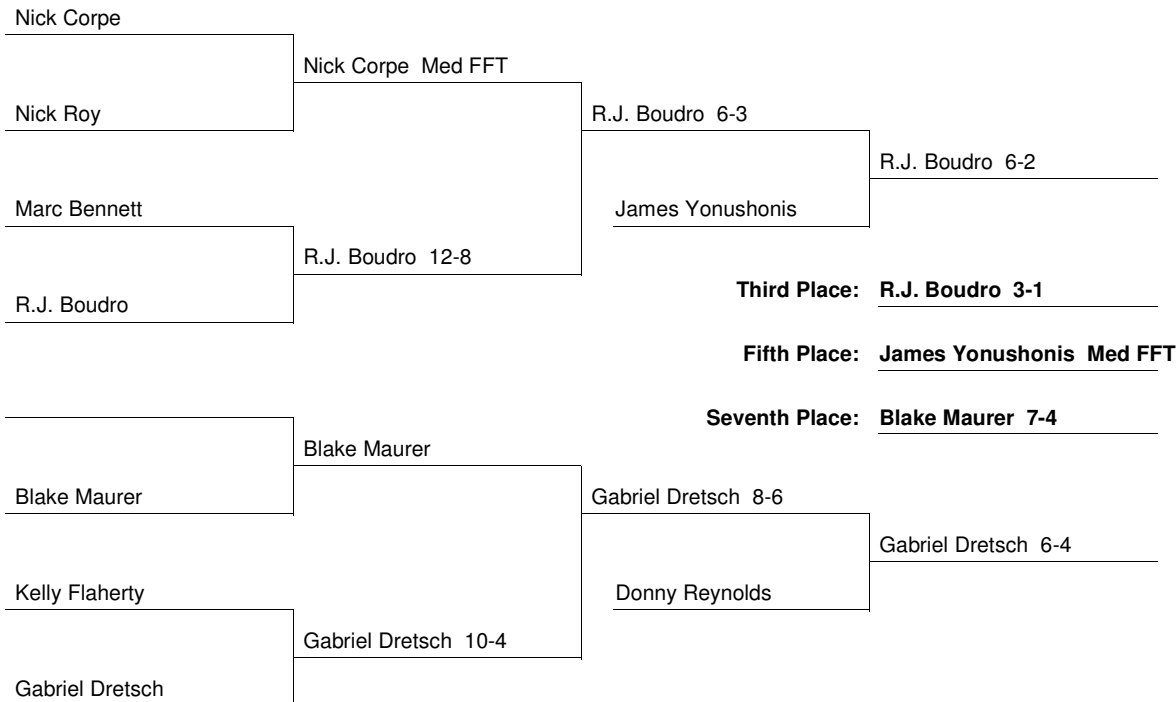 Nick Corpe
Nick Corpe Med FFT
Nick Roy
R.J. Boudro 6-3
R.J. Boudro 6-2
Marc Bennett
James Yonushonis
R.J. Boudro 12-8
R.J. Boudro
Third Place: R.J. Boudro 3-1
Fifth Place: James Yonushonis Med FFT
Seventh Place: Blake Maurer 7-4
Blake Maurer
Blake Maurer
Gabriel Dretsch 8-6
Gabriel Dretsch 6-4
Kelly Flaherty
Donny Reynolds
Gabriel Dretsch 10-4
Gabriel Dretsch